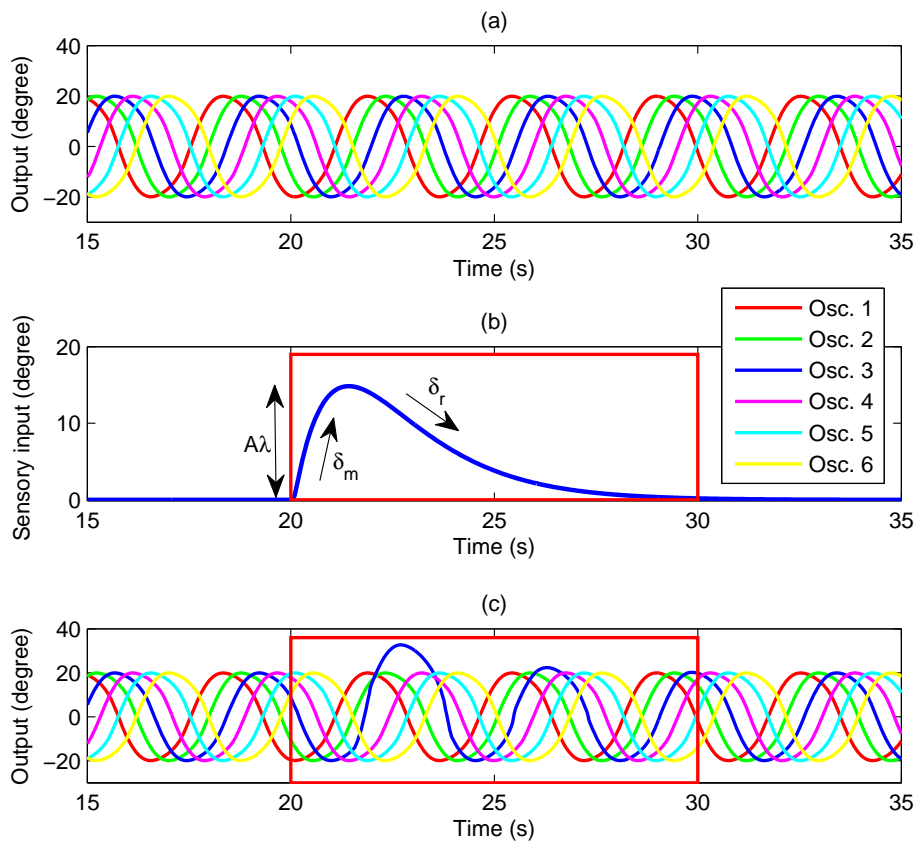 (a)
Output (degree)
40
20
0
−20
15
20
25
30
35
Time (s)
(b)
Sensory input (degree)
20
10
0
Aλ
δm
δr
15
20
25
30
35
Time (s)
Osc. 1
Osc. 2
Osc. 3
Osc. 4
Osc. 5
Osc. 6
(c)
Output (degree)
40
20
0
−20
15
20
25
30
35
Time (s)